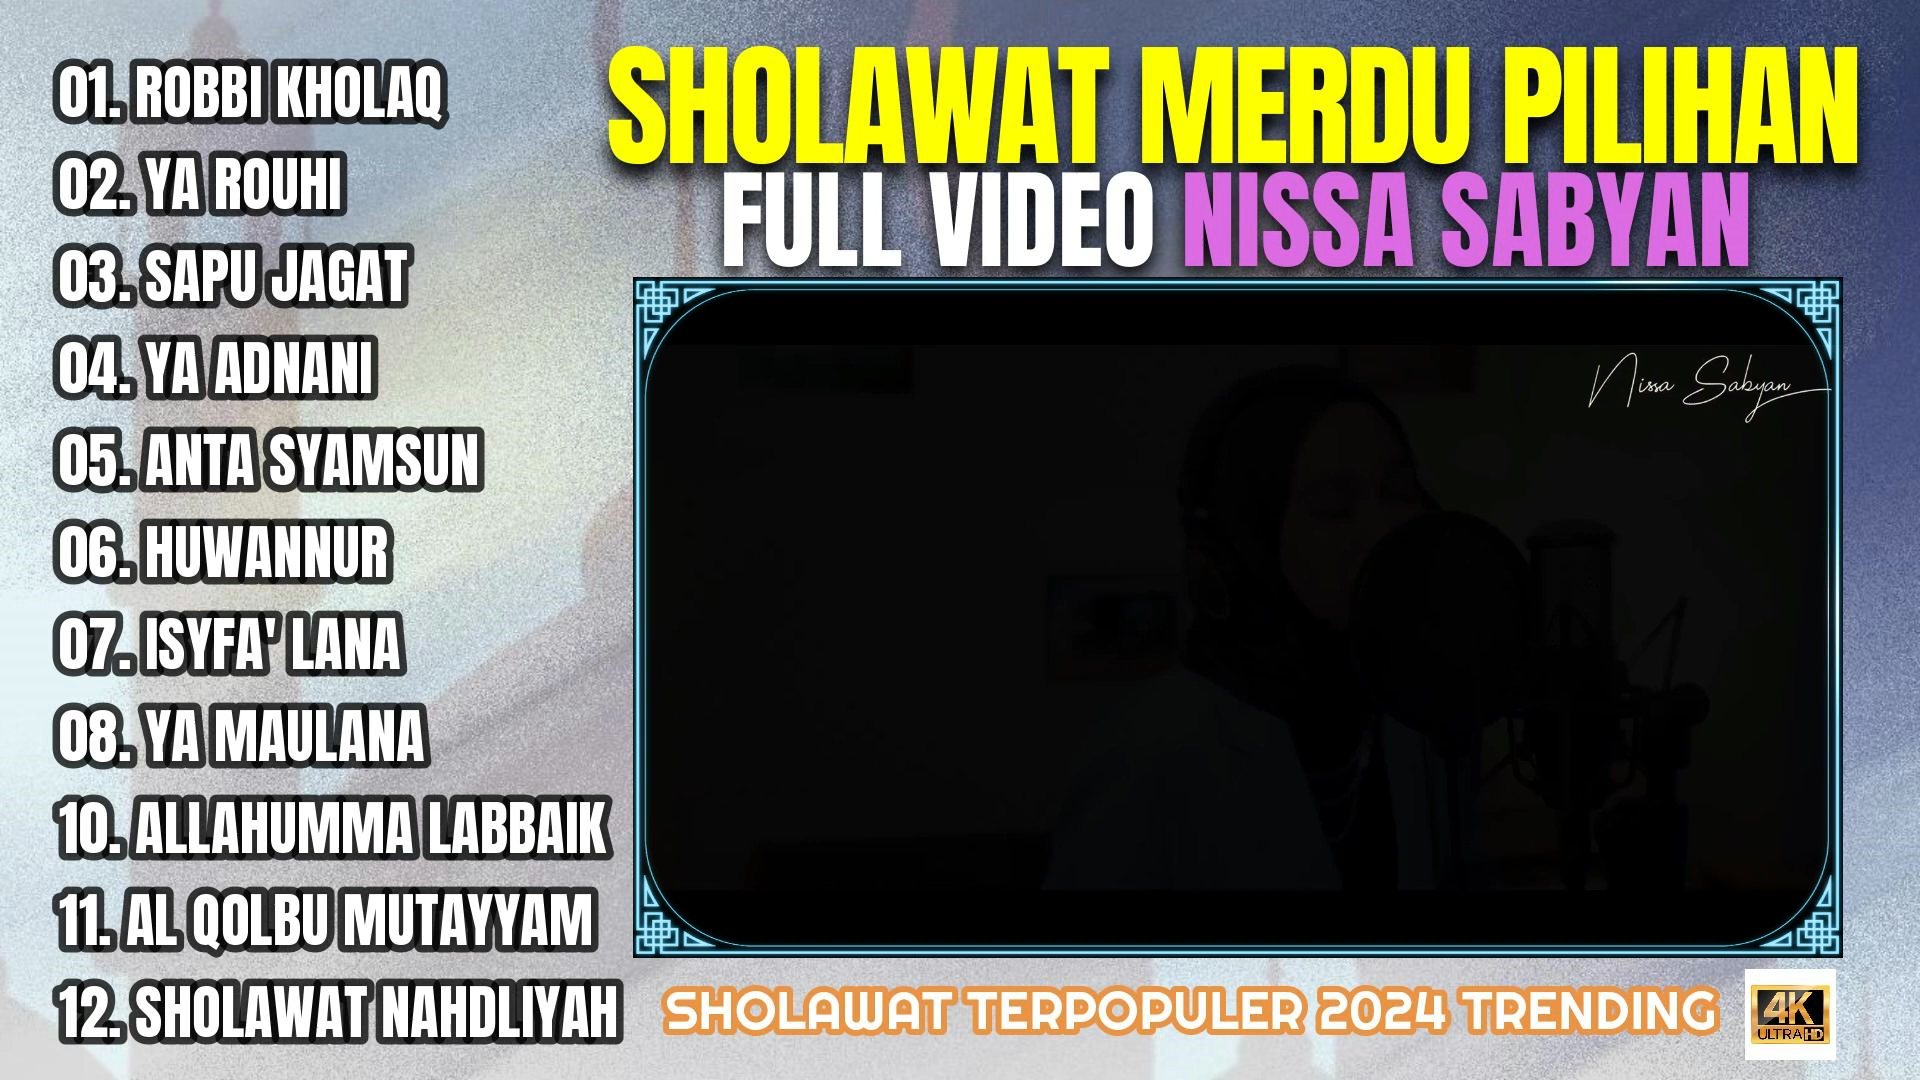 01. ROBBI KHOLAQ
02. YA ROUHI
03. SAPU JAGAT
04. YA ADNANI
05. ANTA SYAMSUN
06. HUWANNUR
07. ISYFA' LANA
08. YA MAULANA
10. ALLAHUMMA LABBAIK
11. AL QOLBU MUTAYYAM
12. SHOLAWAT NAHDLIYAH
SHOLAWAT MERDU PILIHAN
FULL VIDEO NISSA SABYAN
Nissa Sabyan
SHOLAWAT TERPOPULER 2024 TRENDING
4K
ULTRA HD